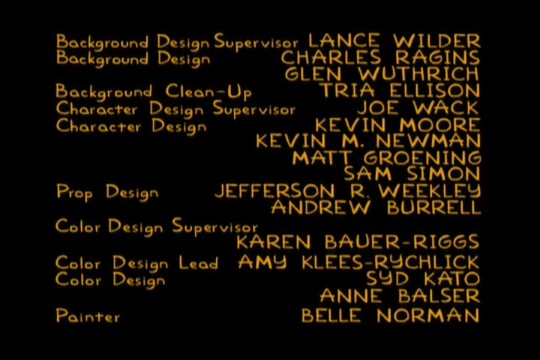 Background Design Supervisor LANCE WILDER
Background Design CHARLES RAGINS
GLEN WUTHRICH
Background Clean-Up TRIA ELLISON
Character Design Supervisor JOE WACK
Character Design KEVIN MOORE
KEVIN M. NEWMAN
MATT GROENING
SAM SIMON
Prop Design JEFFERSON R. WEEKLEY
ANDREW BURRELL
Color Design Supervisor
KAREN BAUER-RIGGS
Color Design Lead AMY KLEES-RYCHLICK
Color Design SYD KATO
ANNE BALSER
Painter BELLE NORMAN